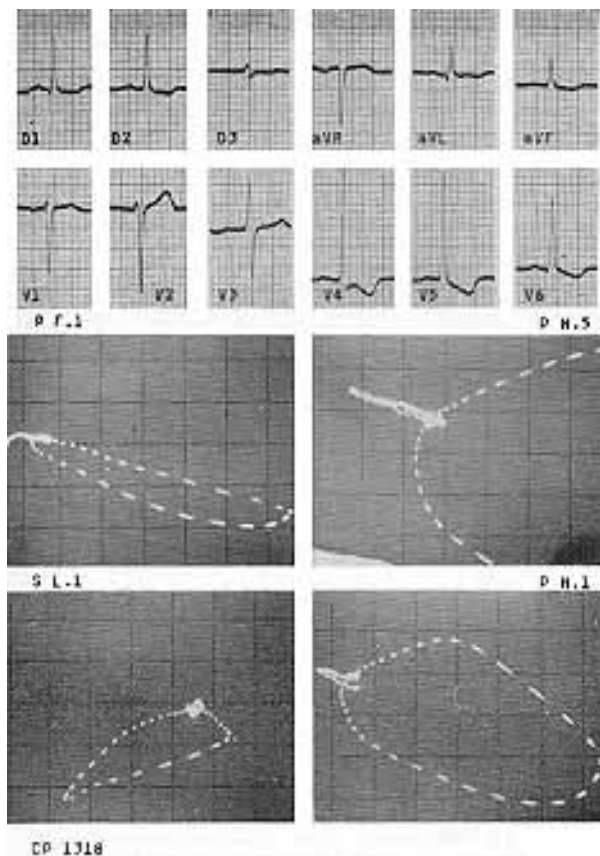 D1 D2 D3 aVR aVL aVF
V1 V2 V3 V4 V5 V6
P F.1 P H.5
S L.1 P H.1
CP 1318